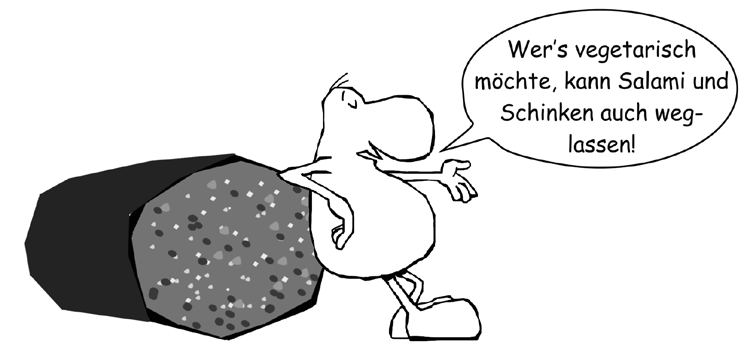 Wer's vegetarisch
möchte, kann Salami und
Schinken auch weg-
lassen!